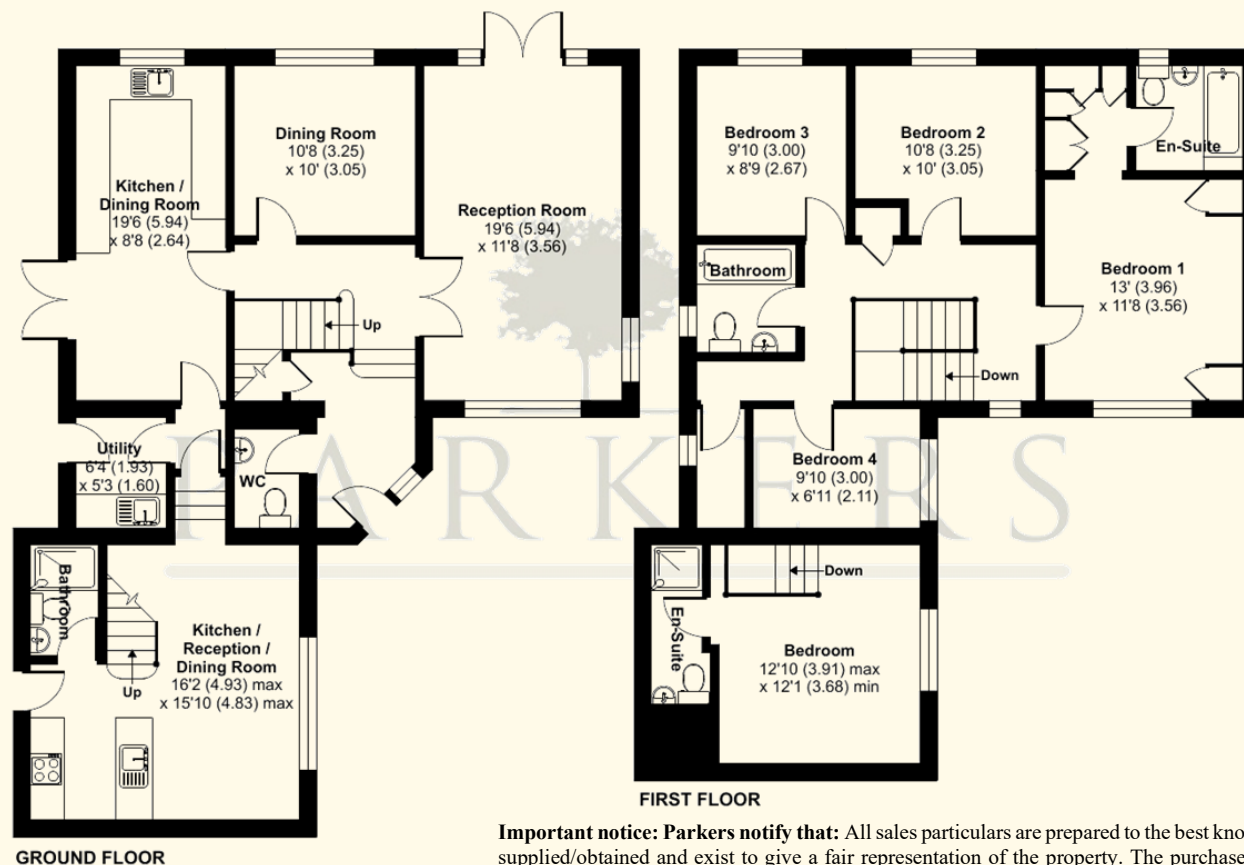 Kitchen /
Dining Room
19'6 (5.94)
x 8'8 (2.64)
Dining Room
10'8 (3.25)
x 10' (3.05)
Reception Room
19'6 (5.94)
x 11'8 (3.56)
Up
Utility
6'4 (1.93)
x 5'3 (1.60)
WC
Bathroom
Up
Kitchen /
Reception /
Dining Room
16'2 (4.93) max
x 15'10 (4.83) max
GROUND FLOOR
Bedroom 3
9'10 (3.00)
x 8'9 (2.67)
Bedroom 2
10'8 (3.25)
x 10' (3.05)
En-Suite
Bathroom
Bedroom 1
13' (3.96)
x 11'8 (3.56)
Down
Bedroom 4
9'10 (3.00)
x 6'11 (2.11)
Down
En-Suite
Bedroom
12'10 (3.91) max
x 12'1 (3.68) min
FIRST FLOOR
PARKERS
Important notice: Parkers notify that: All sales particulars are prepared to the best kno
supplied/obtained and exist to give a fair representation of the property. The purchase